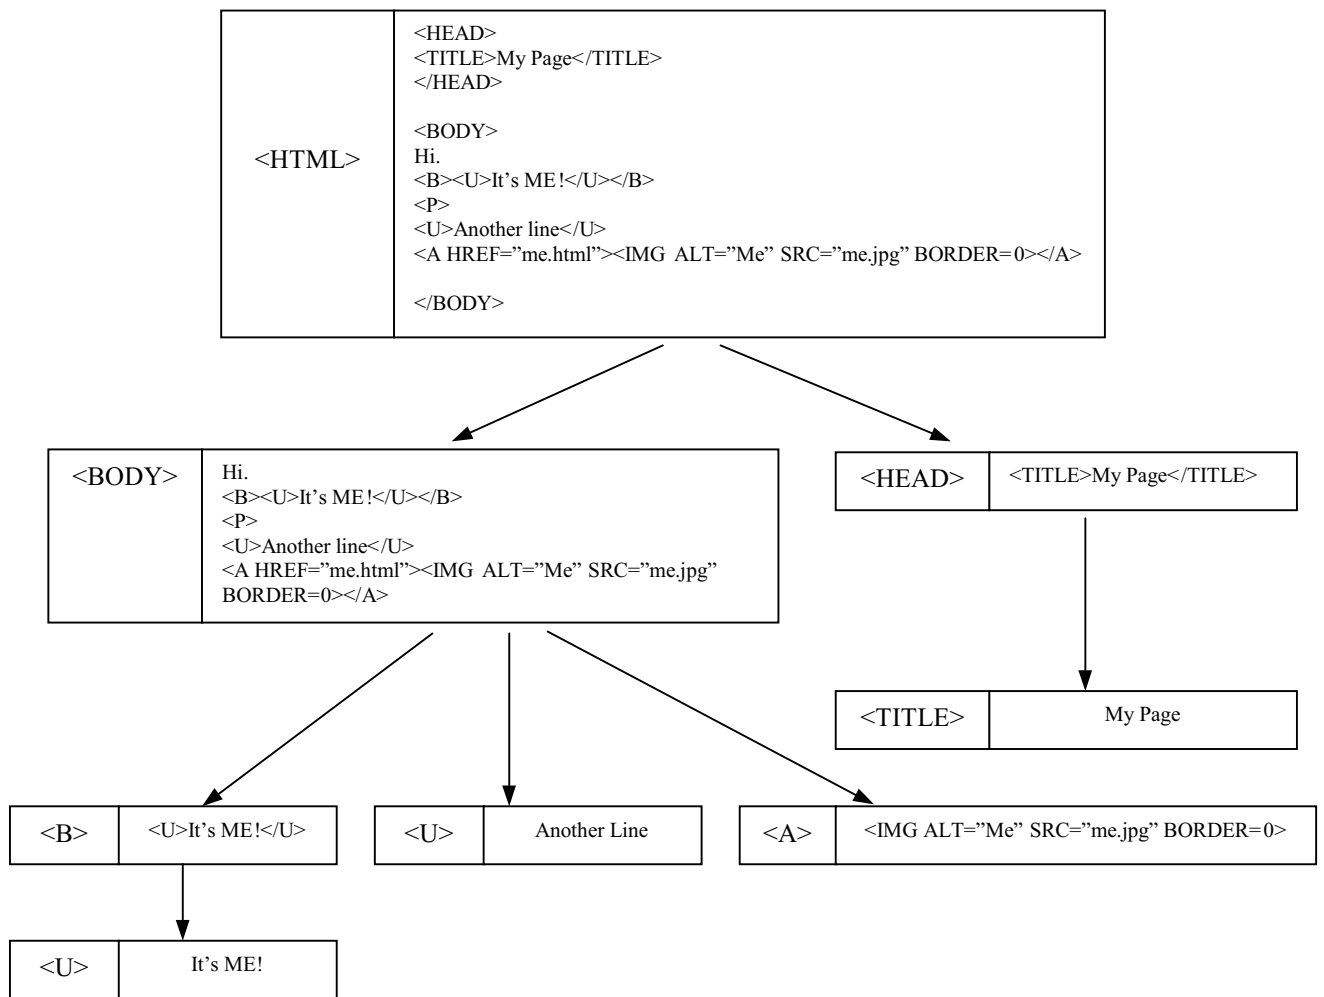 <HTML>
<HEAD>
<TITLE>My Page</TITLE>
</HEAD>
<BODY>
Hi.
<B><U>It’s ME!</U></B>
<P>
<U>Another line</U>
<A HREF=”me.html”><IMG ALT=”Me” SRC=”me.jpg” BORDER=0></A>
</BODY>
<BODY>
Hi.
<B><U>It’s ME!</U></B>
<P>
<U>Another line</U>
<A HREF=”me.html”><IMG ALT=”Me” SRC=”me.jpg”
BORDER=0></A>
<HEAD>
<TITLE>My Page</TITLE>
<TITLE>
My Page
<B>
<U>It’s ME!</U>
<U>
Another Line
<A>
<IMG ALT=”Me” SRC=”me.jpg” BORDER=0>
<U>
It’s ME!